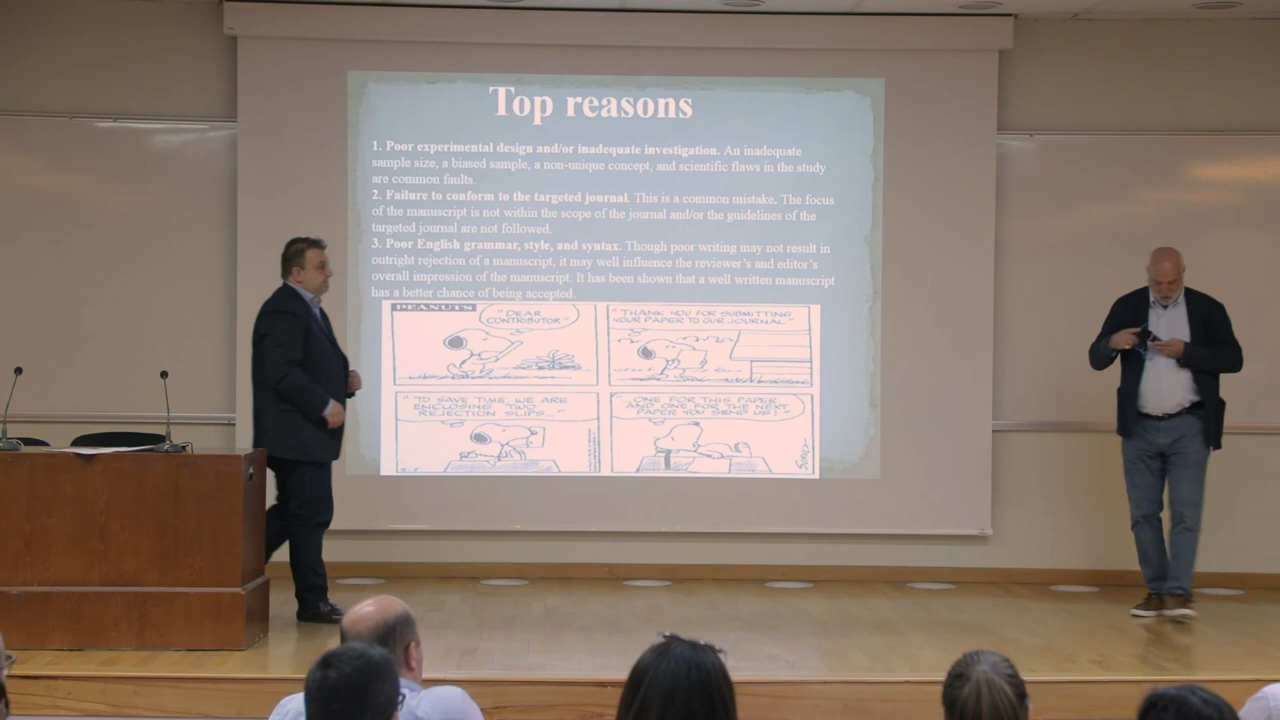 Top reasons
1. Poor experimental design and/or inadequate investigation. An inadequate
sample size, a biased sample, a non-unique concept, and scientific flaws in the study
are common faults.
2. Failure to conform to the targeted journal. This is a common mistake. The focus
of the manuscript is not within the scope of the journal and/or the guidelines of the
targeted journal are not followed.
3. Poor English grammar, style, and syntax. Though poor writing may not result in
outright rejection of a manuscript, it may well influence the reviewer's and editor's
overall impression of the manuscript. It has been shown that a well written manuscript
has a better chance of being accepted.
PEANUTS
"DEAR
CONTRIBUTOR"
"THANK YOU FOR SUBMITTING
YOUR PAPER TO OUR JOURNAL"
"TO SAVE TIME, WE ARE
ENCLOSING TWO
REJECTION SLIPS..."
"ONE FOR THIS PAPER
AND ONE FOR THE NEXT
PAPER YOU SEND US!"